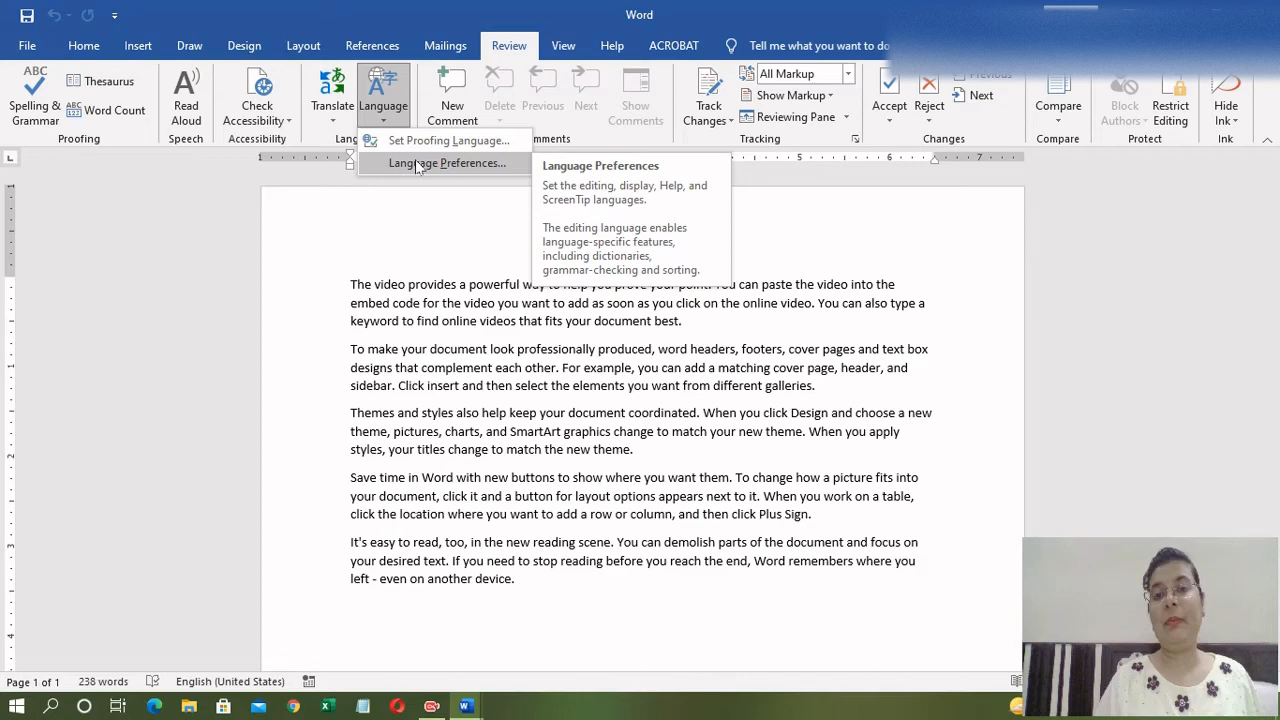 Word
File Home Insert Draw Design Layout References Mailings Review View Help ACROBAT Tell me what you want to do
ABC
Spelling &
Grammar
Thesaurus
ABC
123
Word Count
Proofing
Read
Aloud
Speech
Check
Accessibility
Accessibility
Translate
Language
New
Comment
Delete
Previous
Next
Show
Comments
Track
Changes
All Markup
Show Markup
Reviewing Pane
Tracking
Accept
Reject
Previous
Next
Changes
Compare
Compare
Block
Authors
Restrict
Editing
Protect
Hide
Ink
Ink
Set Proofing Language...
Language Preferences...
Language Preferences
Set the editing, display, Help, and
ScreenTip languages.
The editing language enables
language-specific features,
including dictionaries,
grammar-checking and sorting.
1 5 6 7
The video provides a powerful way to help you prove your point. You can paste the video into the
embed code for the video you want to add as soon as you click on the online video. You can also type a
keyword to find online videos that fits your document best.
To make your document look professionally produced, word headers, footers, cover pages and text box
designs that complement each other. For example, you can add a matching cover page, header, and
sidebar. Click insert and then select the elements you want from different galleries.
Themes and styles also help keep your document coordinated. When you click Design and choose a new
theme, pictures, charts, and SmartArt graphics change to match your new theme. When you apply
styles, your titles change to match the new theme.
Save time in Word with new buttons to show where you want them. To change how a picture fits into
your document, click it and a button for layout options appears next to it. When you work on a table,
click the location where you want to add a row or column, and then click Plus Sign.
It's easy to read, too, in the new reading scene. You can demolish parts of the document and focus on
your desired text. If you need to stop reading before you reach the end, Word remembers where you
left - even on another device.
Page 1 of 1 238 words English (United States)